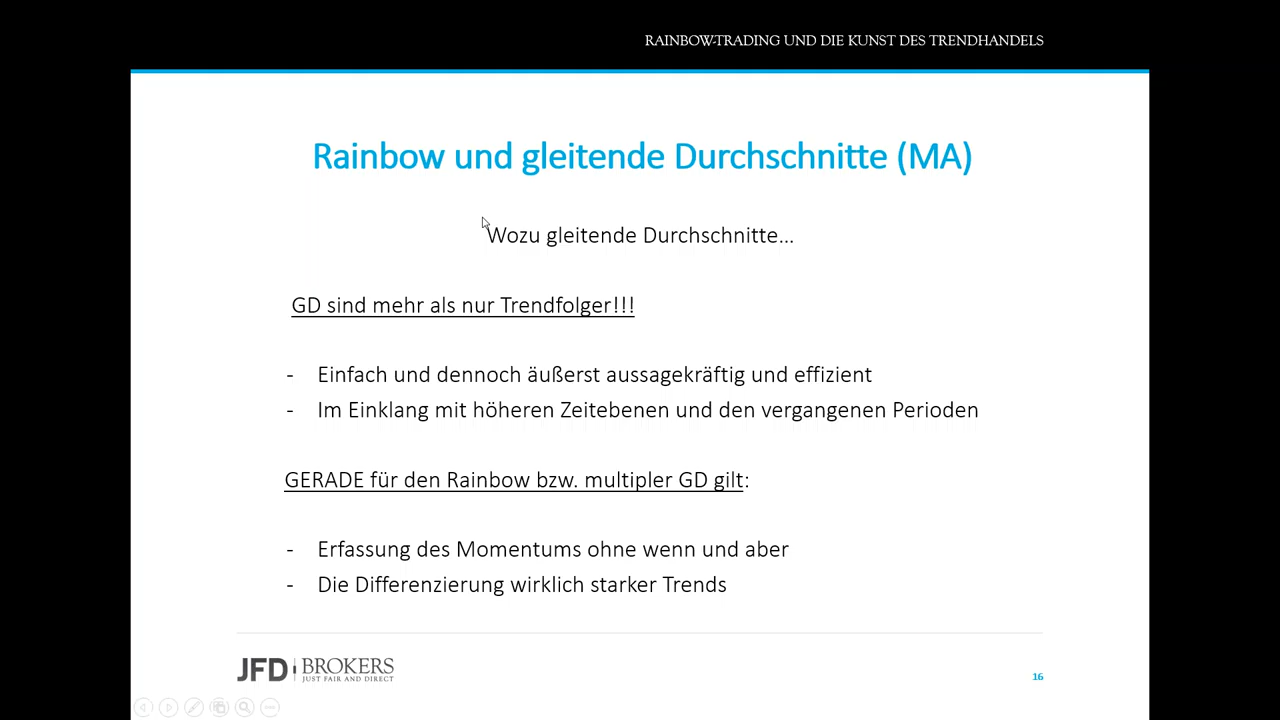 RAINBOW-TRADING UND DIE KUNST DES TRENDHANDELS
Rainbow und gleitende Durchschnitte (MA)
Wozu gleitende Durchschnitte...
GD sind mehr als nur Trendfolger!!!
- Einfach und dennoch äußerst aussagekräftig und effizient
- Im Einklang mit höheren Zeitebenen und den vergangenen Perioden
GERADE für den Rainbow bzw. multipler GD gilt:
- Erfassung des Momentums ohne wenn und aber
- Die Differenzierung wirklich starker Trends
JFD BROKERS
JUST FAIR AND DIRECT
16